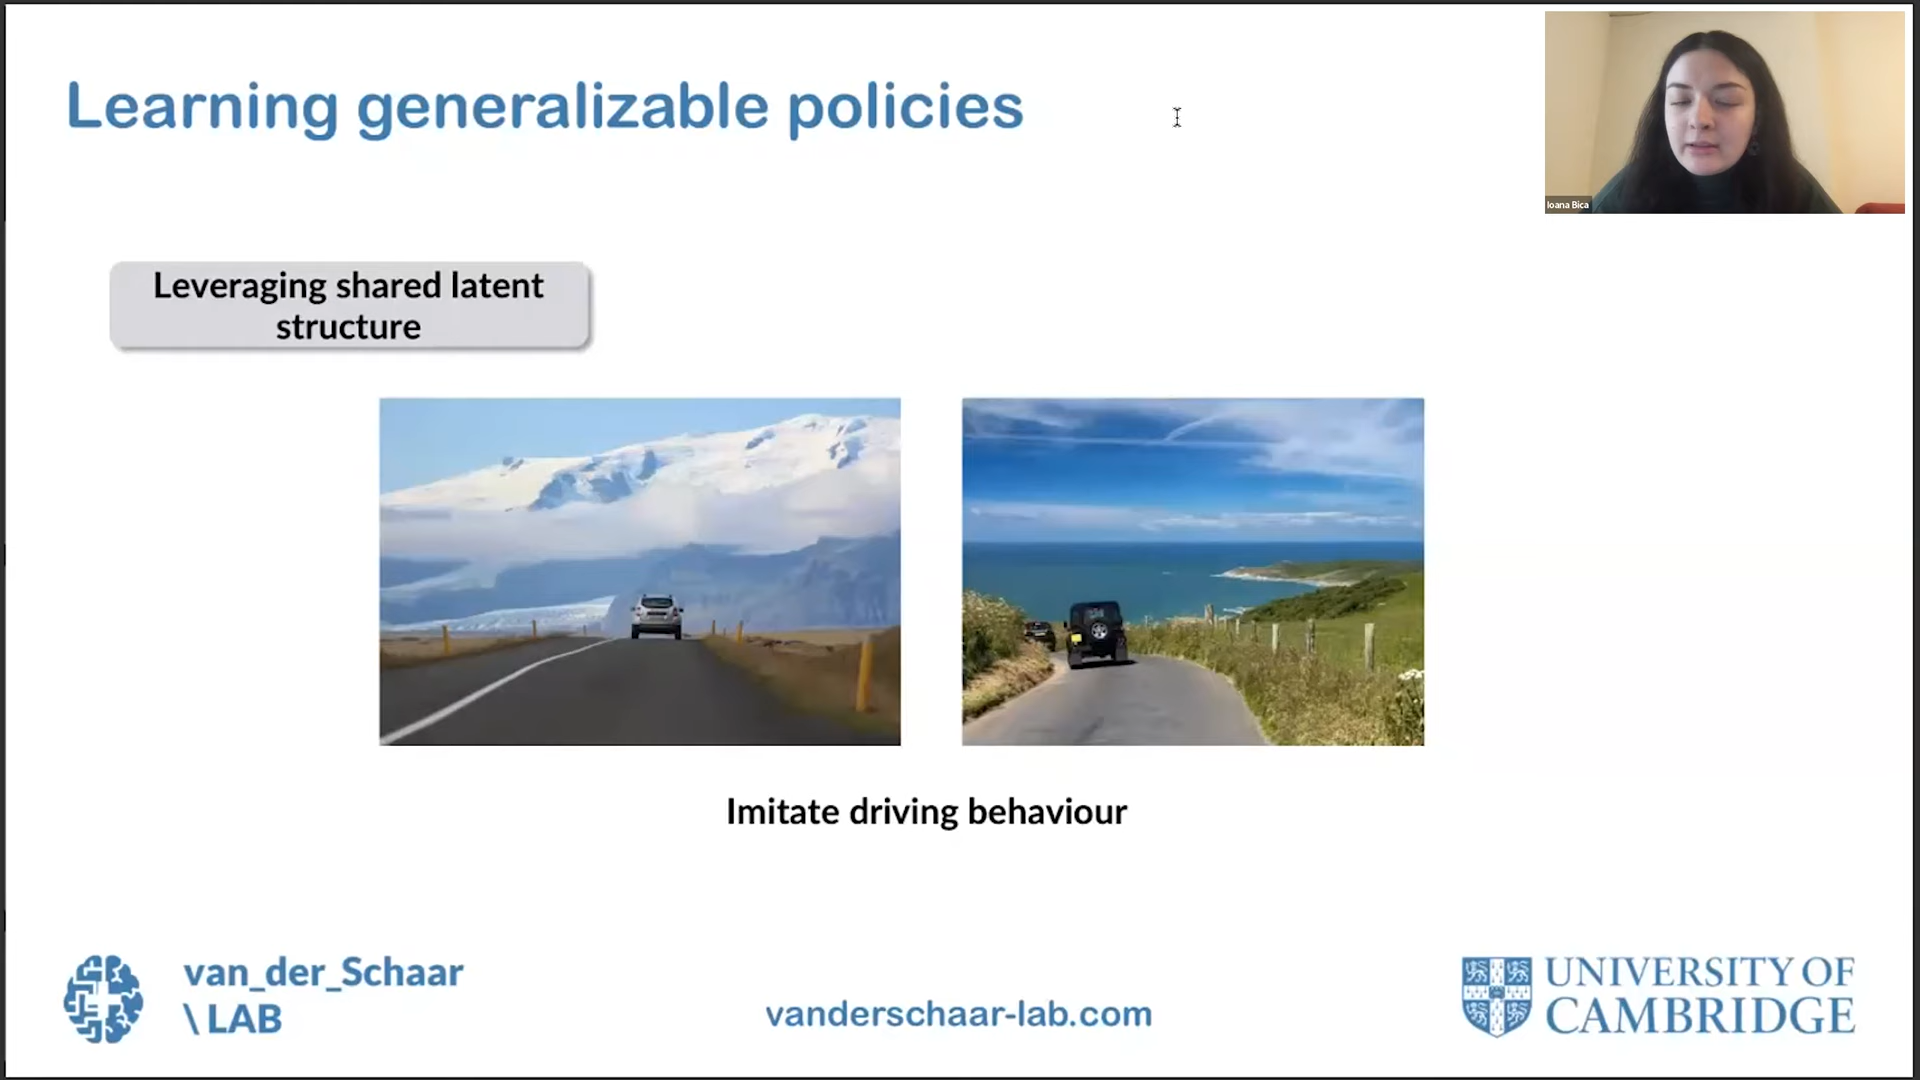 Learning generalizable policies
Ioana Bica
Leveraging shared latent
structure
Imitate driving behaviour
van_der_Schaar
\LAB
vanderschaar-lab.com
UNIVERSITY OF
CAMBRIDGE